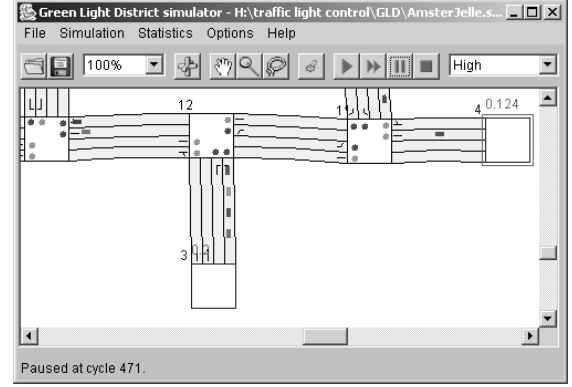 Green Light District simulator - H:\traffic light control\GLD\AmsterJelle.s...
File Simulation Statistics Options Help
100% High
12
4 0.124
3
Paused at cycle 471.